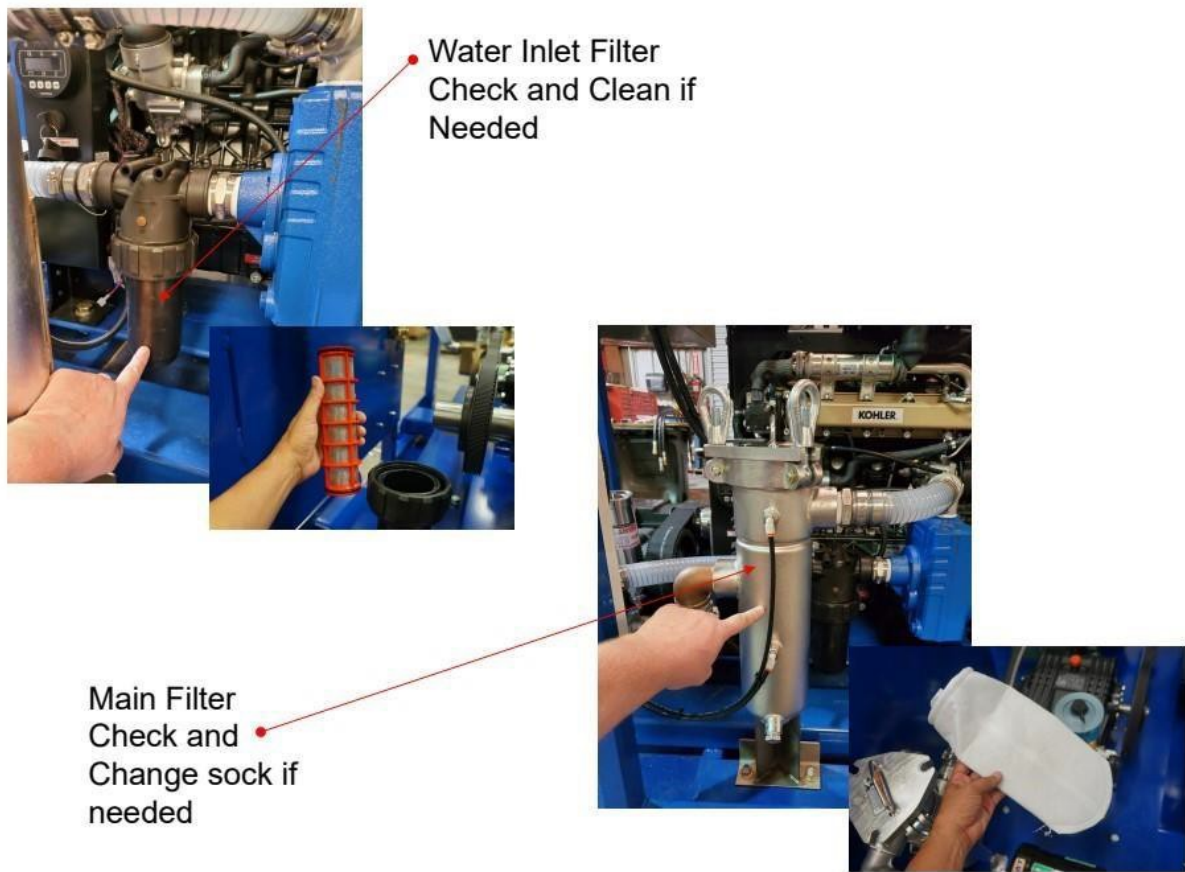 Water Inlet Filter
Check and Clean if
Needed
KOHLER
Main Filter
Check and
Change sock if
needed